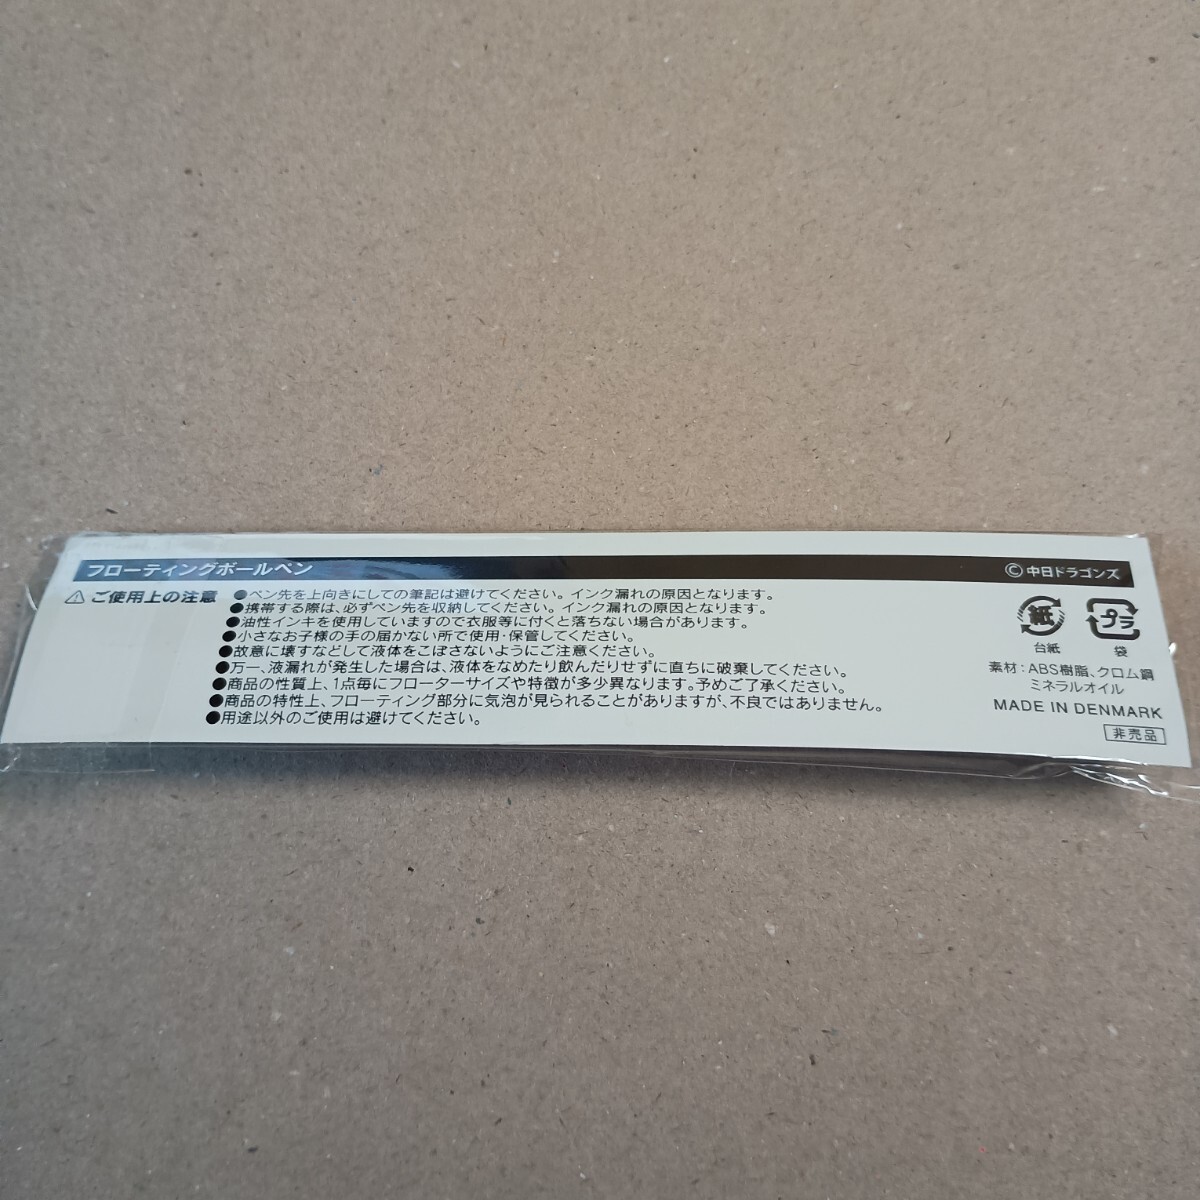 フローティングボールペン
Ⓒ中日ドラゴンズ
⚠ご使用上の注意
●ペン先を上向きにしての筆記は避けてください。インク漏れの原因となります。
●携帯する際は、必ずペン先を収納してください。インク漏れの原因となります。
●油性インキを使用していますので衣服等に付くと落ちない場合があります。
●小さなお子様の手の届かない所で使用・保管してください。
●故意に壊すなどして液体をこぼさないようにご注意ください。
●万一、液漏れが発生した場合は、液体をなめたり飲んだりせずに直ちに破棄してください。
●商品の性質上、1点毎にフローターサイズや特徴が多少異なります。予めご了承ください。
●商品の特性上、フローティング部分に気泡が見られることがありますが、不良ではありません。
●用途以外のご使用は避けてください。
紙
台紙
プラ
袋
素材：ABS樹脂、クロム鋼
ミネラルオイル
MADE IN DENMARK
非売品